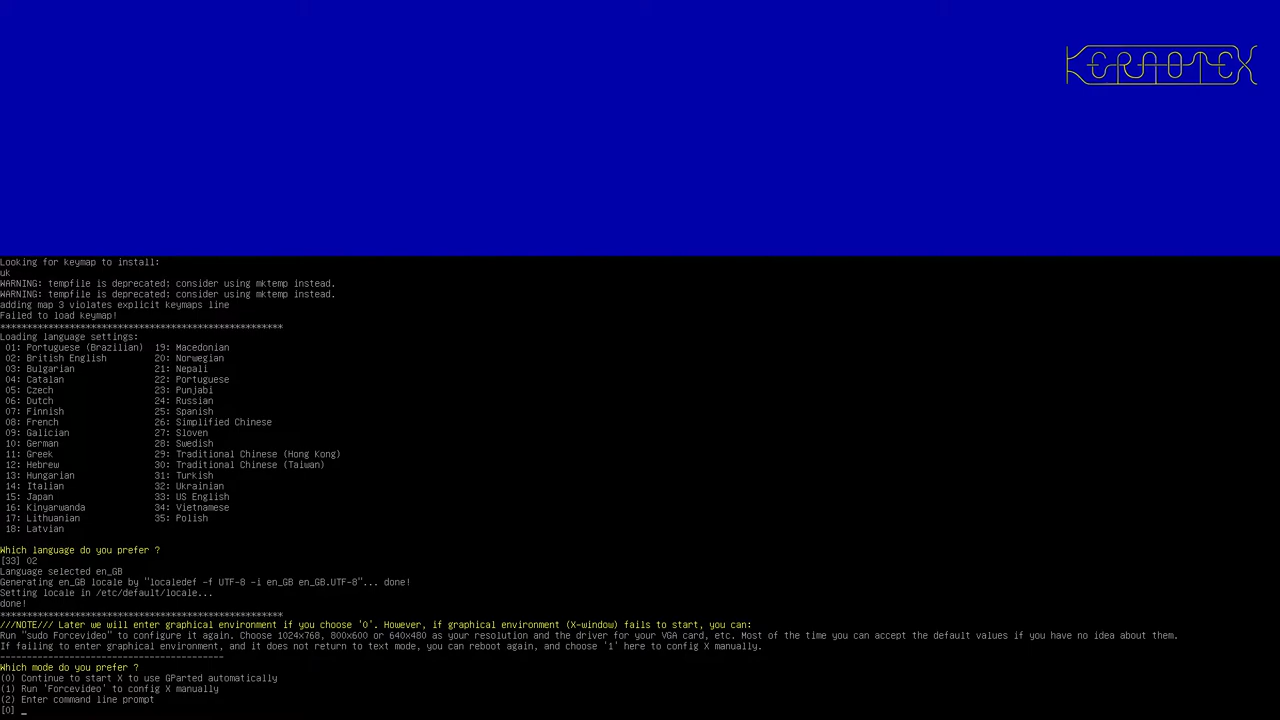 KERNOTEX
Looking for keymap to install:
uk
WARNING: tempfile is deprecated; consider using mktemp instead.
WARNING: tempfile is deprecated; consider using mktemp instead.
adding map 3 violates explicit keymaps line
Failed to load keymap!
*****************************************************
Loading language settings:
01: Portuguese (Brazilian)  19: Macedonian
02: British English         20: Norwegian
03: Bulgarian               21: Nepali
04: Catalan                 22: Portuguese
05: Czech                   23: Punjabi
06: Dutch                   24: Russian
07: Finnish                 25: Spanish
08: French                  26: Simplified Chinese
09: Galician                27: Sloven
10: German                  28: Swedish
11: Greek                   29: Traditional Chinese (Hong Kong)
12: Hebrew                  30: Traditional Chinese (Taiwan)
13: Hungarian               31: Turkish
14: Italian                 32: Ukrainian
15: Japan                   33: US English
16: Kinyarwanda             34: Vietnamese
17: Lithuanian              35: Polish
18: Latvian
Which language do you prefer ?
[33] 02
Language selected en_GB
Generating en_GB locale by "localedef -f UTF-8 -i en_GB en_GB.UTF-8"... done!
Setting locale in /etc/default/locale...
done!
*****************************************************
///NOTE/// Later we will enter graphical environment if you choose '0'. However, if graphical environment (X-window) fails to start, you can:
Run "sudo Forcevideo" to configure it again. Choose 1024x768, 800x600 or 640x480 as your resolution and the driver for your VGA card, etc. Most of the time you can accept the default values if you have no idea about them.
If failing to enter graphical environment, and it does not return to text mode, you can reboot again, and choose '1' here to config X manually.
------------------------------------------
Which mode do you prefer ?
(0) Continue to start X to use GParted automatically
(1) Run 'Forcevideo' to config X manually
(2) Enter command line prompt
[0] _